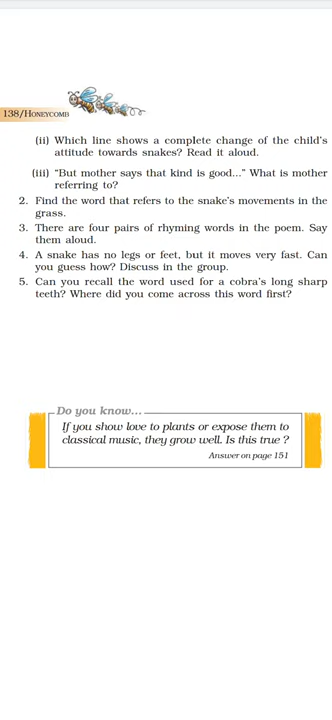 138/HONEYCOMB
(ii) Which line shows a complete change of the child's
attitude towards snakes? Read it aloud.
(iii) "But mother says that kind is good..." What is mother
referring to?
2. Find the word that refers to the snake's movements in the
grass.
3. There are four pairs of rhyming words in the poem. Say
them aloud.
4. A snake has no legs or feet, but it moves very fast. Can
you guess how? Discuss in the group.
5. Can you recall the word used for a cobra's long sharp
teeth? Where did you come across this word first?
Do you know...
If you show love to plants or expose them to
classical music, they grow well. Is this true ?
Answer on page 151